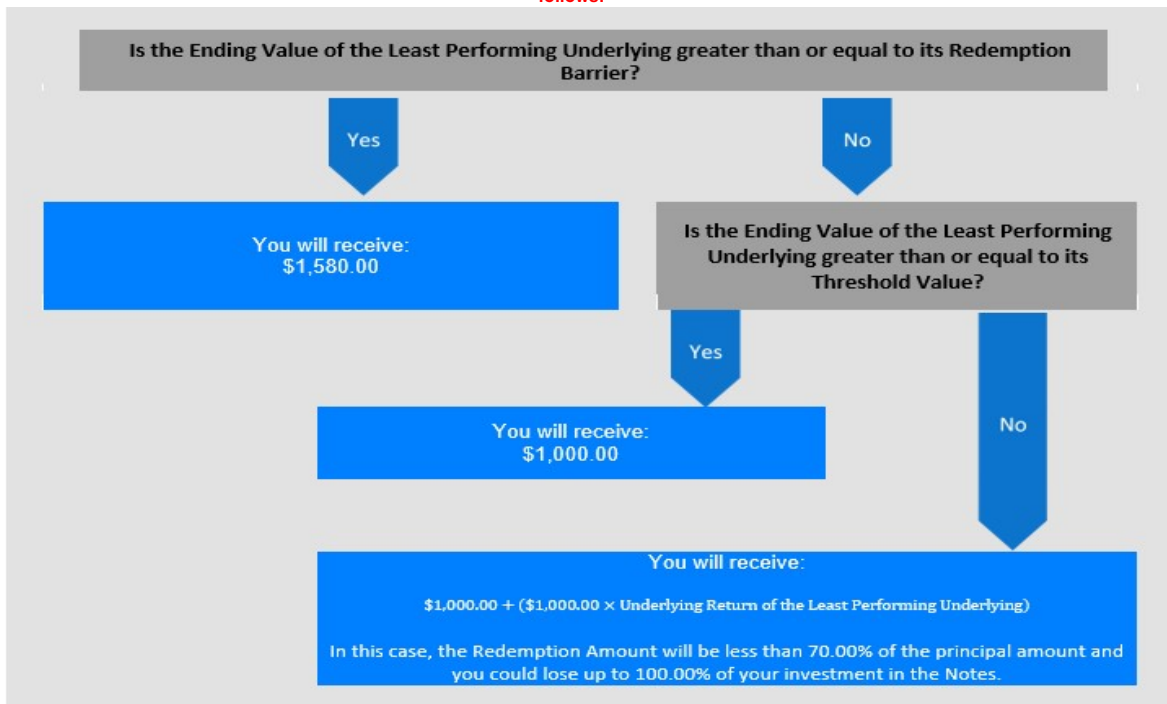 follows:
Is the Ending Value of the Least Performing Underlying greater than or equal to its Redemption
Barrier?
Yes
No
You will receive:
$1,580.00
Is the Ending Value of the Least Performing
Underlying greater than or equal to its
Threshold Value?
Yes
No
You will receive:
$1,000.00
You will receive:
$1,000.00 + ($1,000.00 × Underlying Return of the Least Performing Underlying)
In this case, the Redemption Amount will be less than 70.00% of the principal amount and
you could lose up to 100.00% of your investment in the Notes.